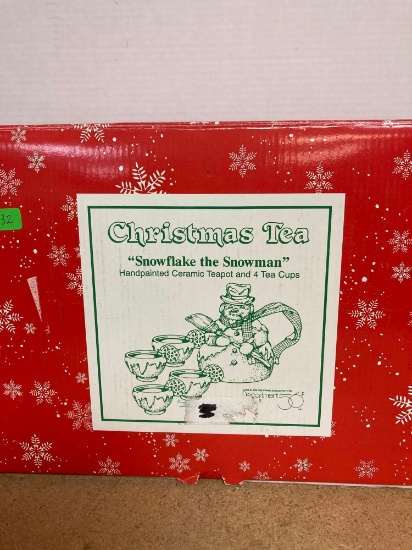 32
Christmas Tea
"Snowflake the Snowman"
Handpainted Ceramic Teapot and 4 Tea Cups